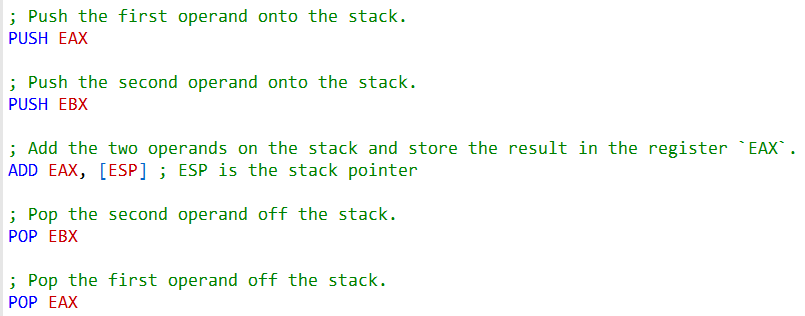 ; Push the first operand onto the stack.
PUSH EAX
; Push the second operand onto the stack.
PUSH EBX
; Add the two operands on the stack and store the result in the register `EAX`.
ADD EAX, [ESP] ; ESP is the stack pointer
; Pop the second operand off the stack.
POP EBX
; Pop the first operand off the stack.
POP EAX